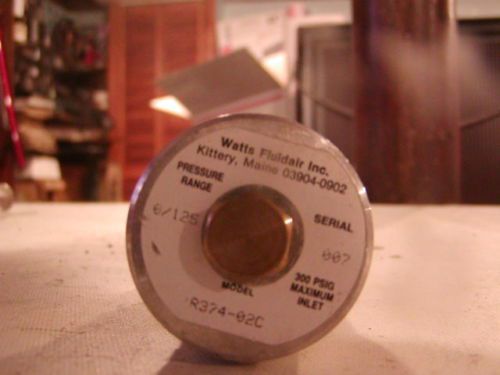 Watts Fluidair Inc.
Kittery, Maine 03904-0902
PRESSURE
RANGE
0/125
SERIAL
007
MODEL
R374-02C
300 PSIG
MAXIMUM
INLET